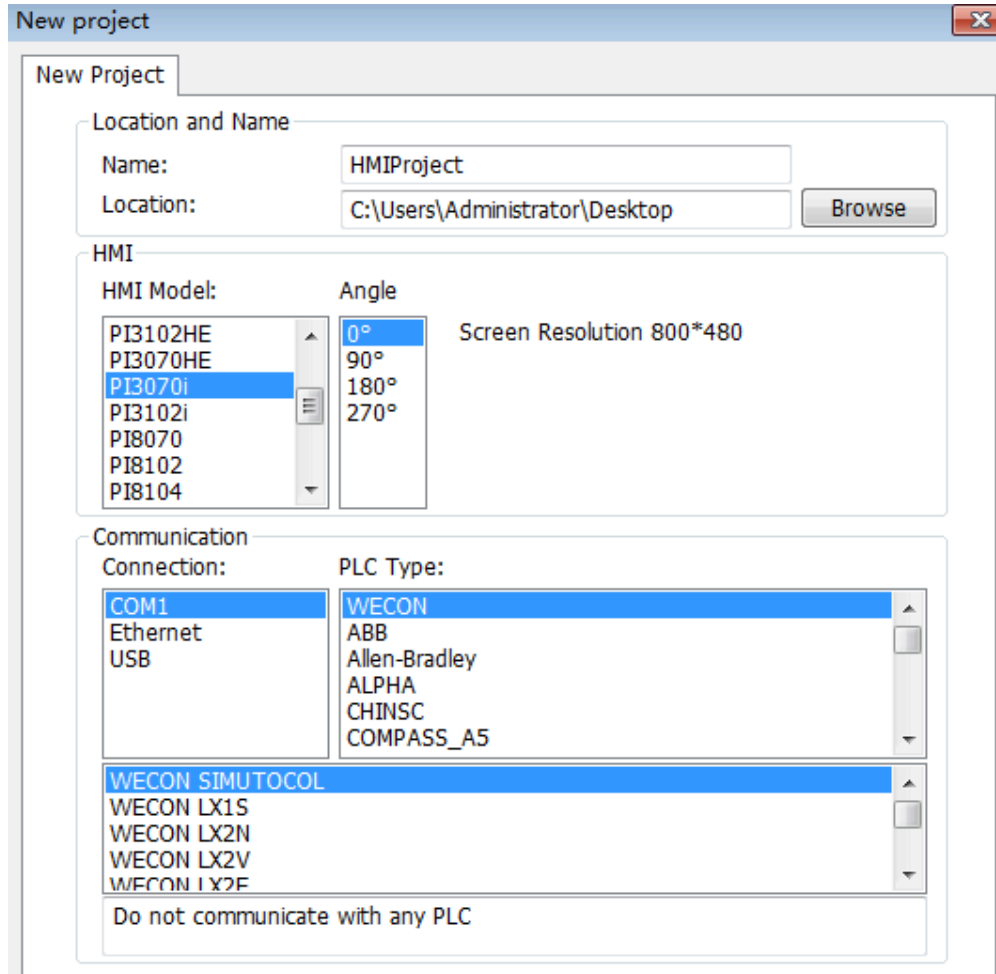 New project
New Project
Location and Name
Name:
HMIProject
Location:
C:\Users\Administrator\Desktop
Browse
HMI
HMI Model:
Angle
PI3102HE
PI3070HE
PI3070i
PI3102i
PI8070
PI8102
PI8104
0°
90°
180°
270°
Screen Resolution 800*480
Communication
Connection:
PLC Type:
COM1
Ethernet
USB
WECON
ABB
Allen-Bradley
ALPHA
CHINSC
COMPASS_A5
WECON SIMUTOCOL
WECON LX1S
WECON LX2N
WECON LX2V
WECON LX2E
Do not communicate with any PLC